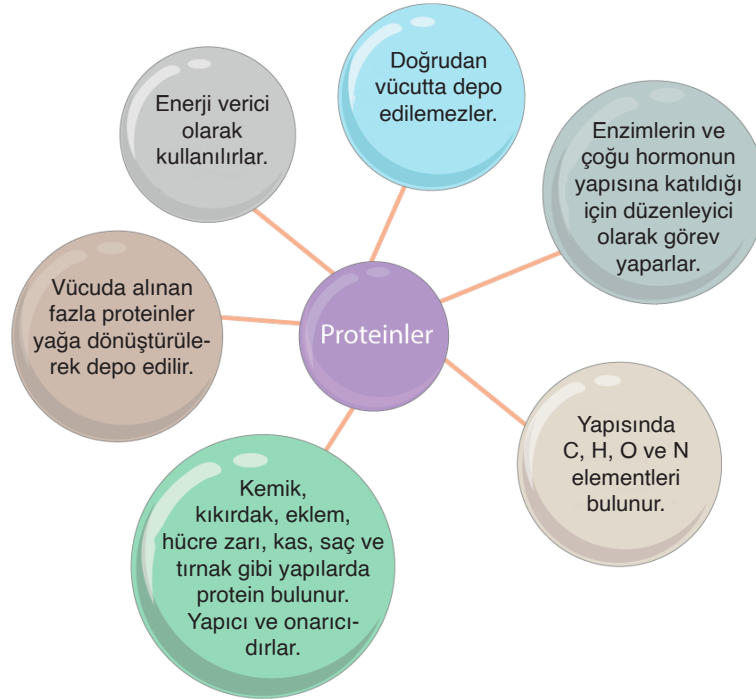 Doğrudan
vücutta depo
edilemezler.
Enerji verici
olarak
kullanılırlar.
Enzimlerin ve
çoğu hormonun
yapısına katıldığı
için düzenleyici
olarak görev
yaparlar.
Vücuda alınan
fazla proteinler
yağa dönüştürüle-
rek depo edilir.
Proteinler
Yapısında
C, H, O ve N
elementleri
bulunur.
Kemik,
kıkırdak, eklem,
hücre zarı, kas, saç ve
tırnak gibi yapılarda
protein bulunur.
Yapıcı ve onarıcı-
dırlar.